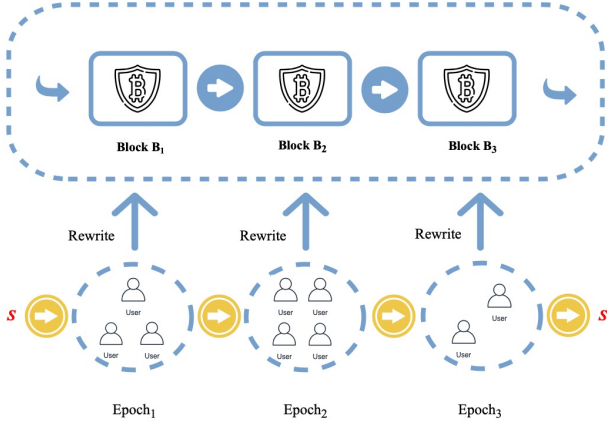 Block B₁
Block B₂
Block B₃
Rewrite
Rewrite
Rewrite
S
User
User
User
User
User
User
User
User
User
S
Epoch₁
Epoch₂
Epoch₃